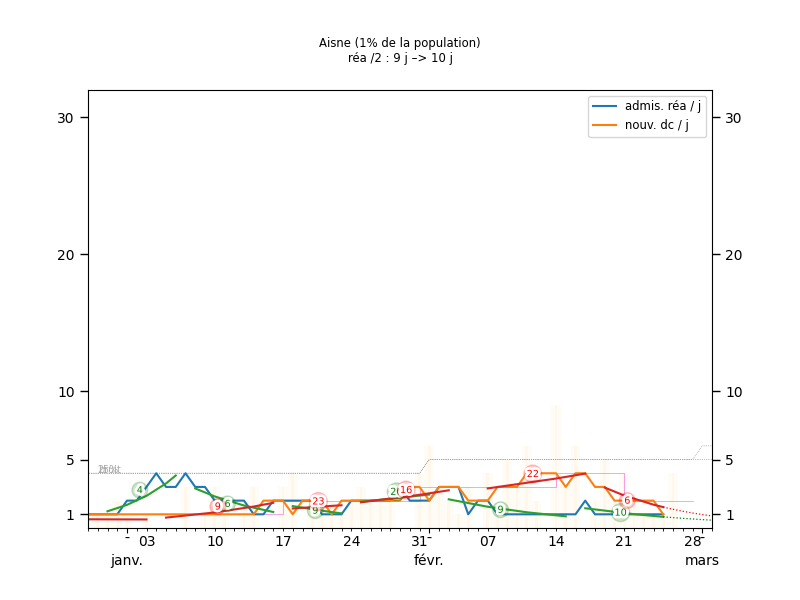 Aisne (1% de la population)
réa /2 : 9 j –> 10 j
admis. réa / j
nouv. dc / j
30 30
20 20
10 10
5 5
1 1
4 9 6 23 9 16 9 22 6 10
- 03 10 17 24 31- 07 14 21 28-
janv. févr. mars